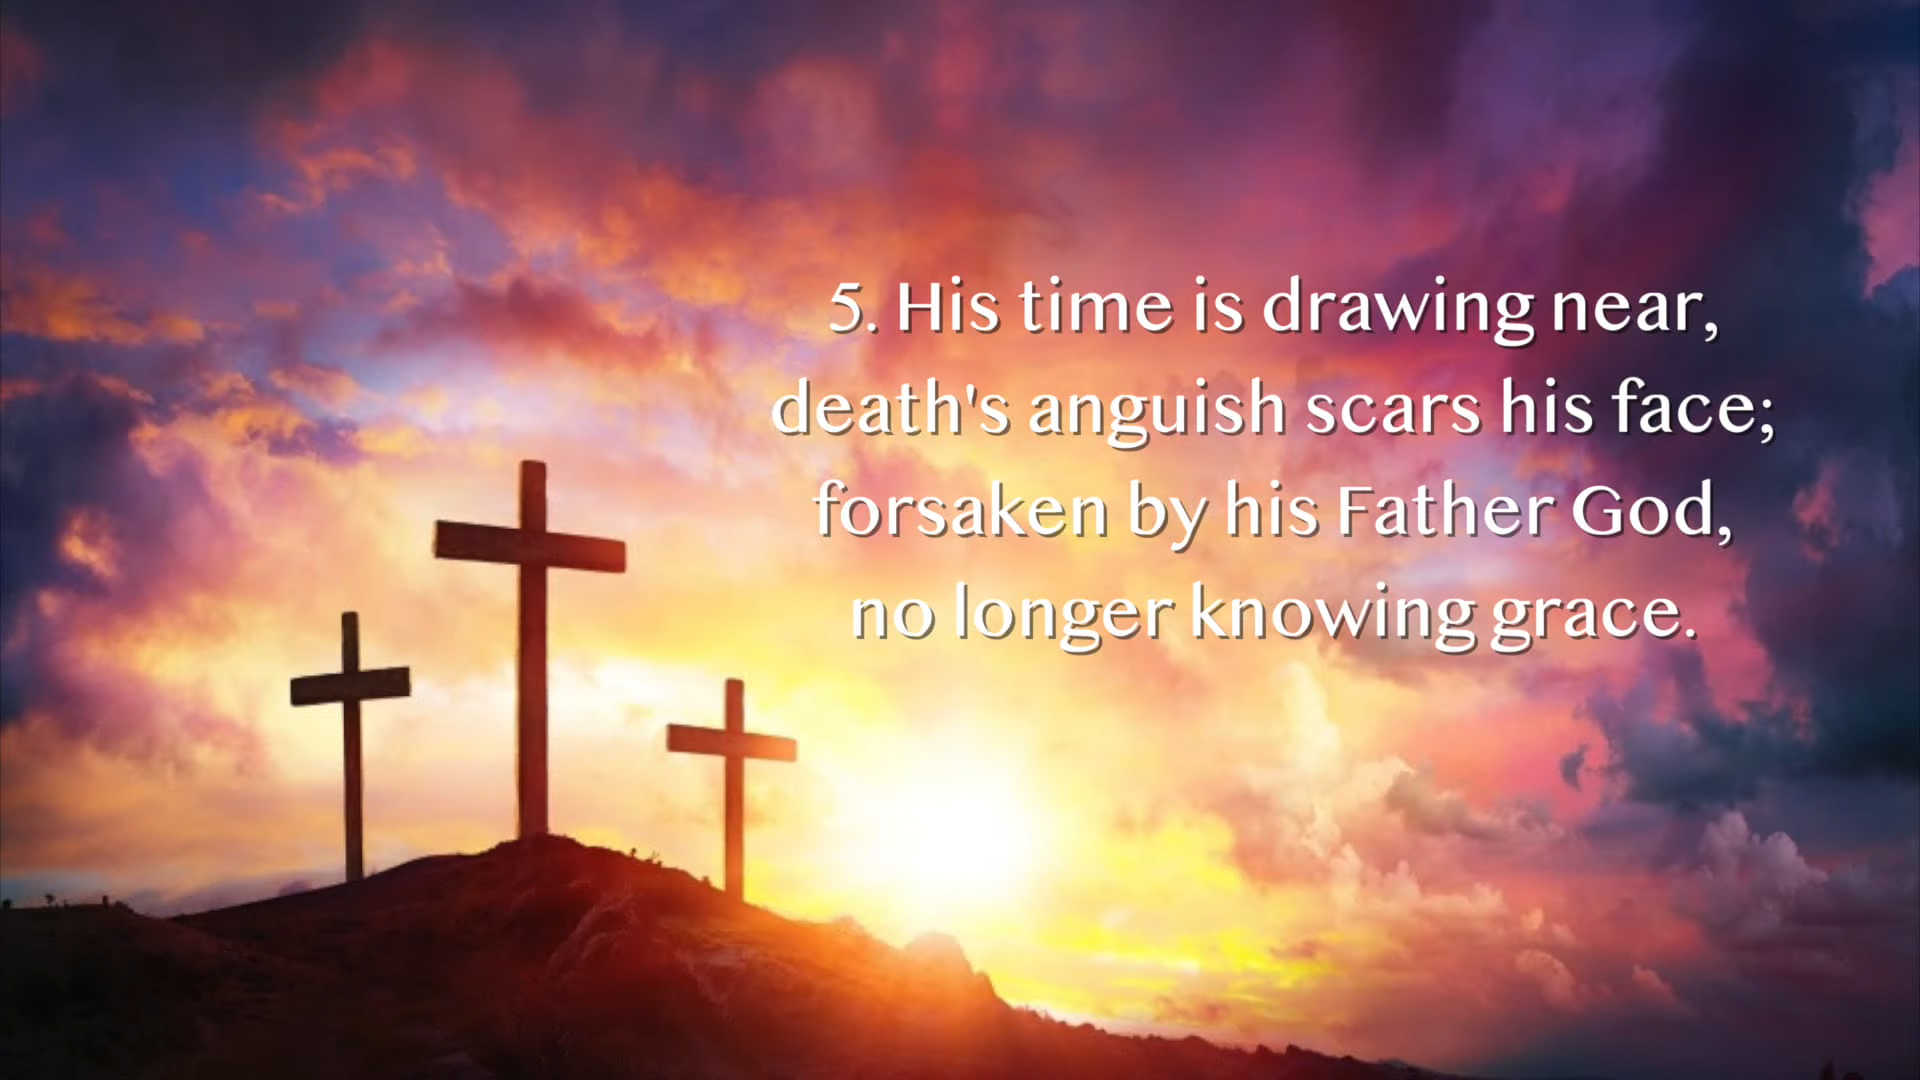 5. His time is drawing near,
death's anguish scars his face;
forsaken by his Father God,
no longer knowing grace.